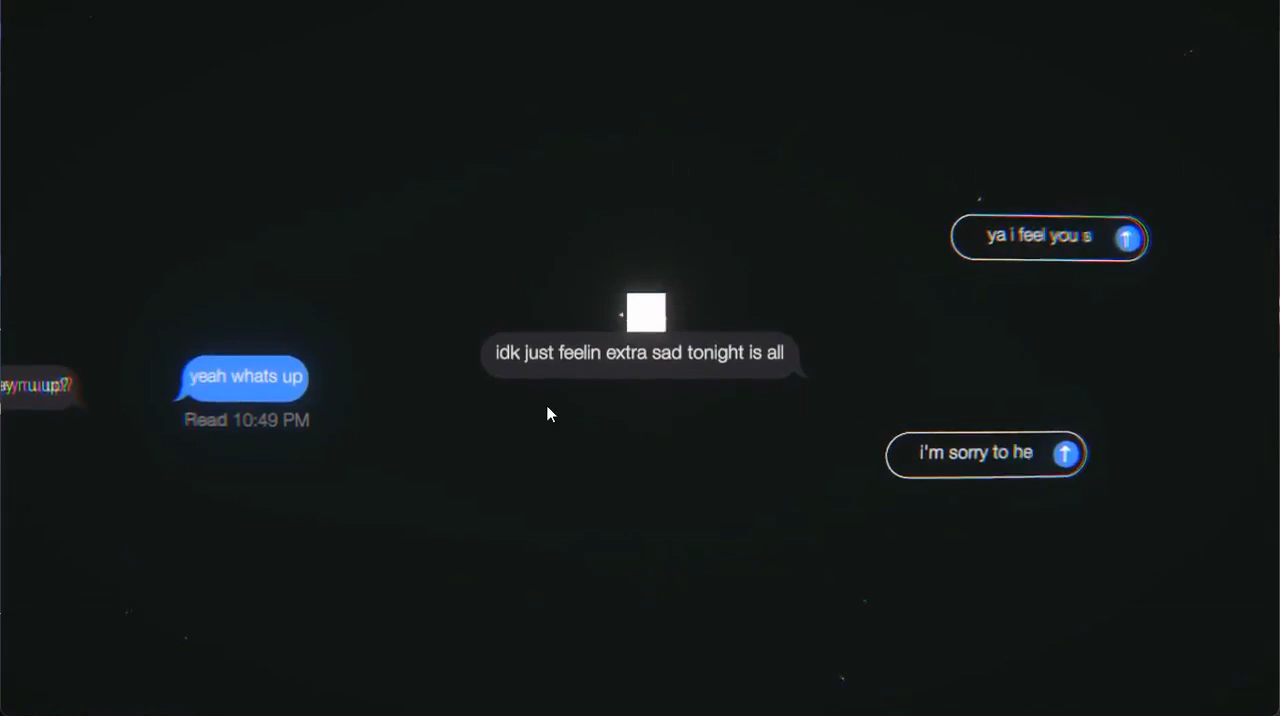 yeah whats up
Read 10:49 PM
idk just feelin extra sad tonight is all
ya i feel you s
i'm sorry to he